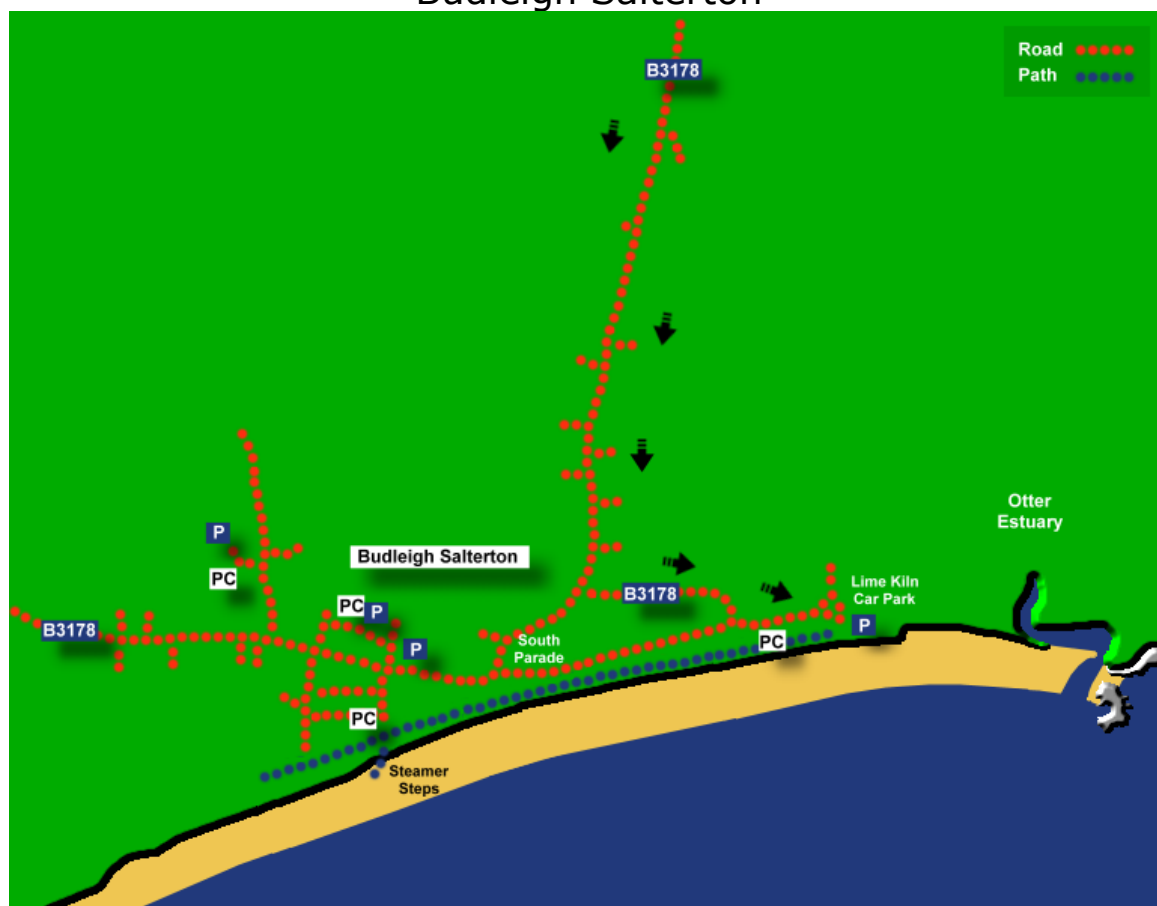 Budleigh Salterton
B3178
Road
Path
Otter
Estuary
P
Budleigh Salterton
PC
B3178
Lime Kiln
Car Park
PC
P
P
B3178
South
Parade
P
PC
PC
Steamer
Steps